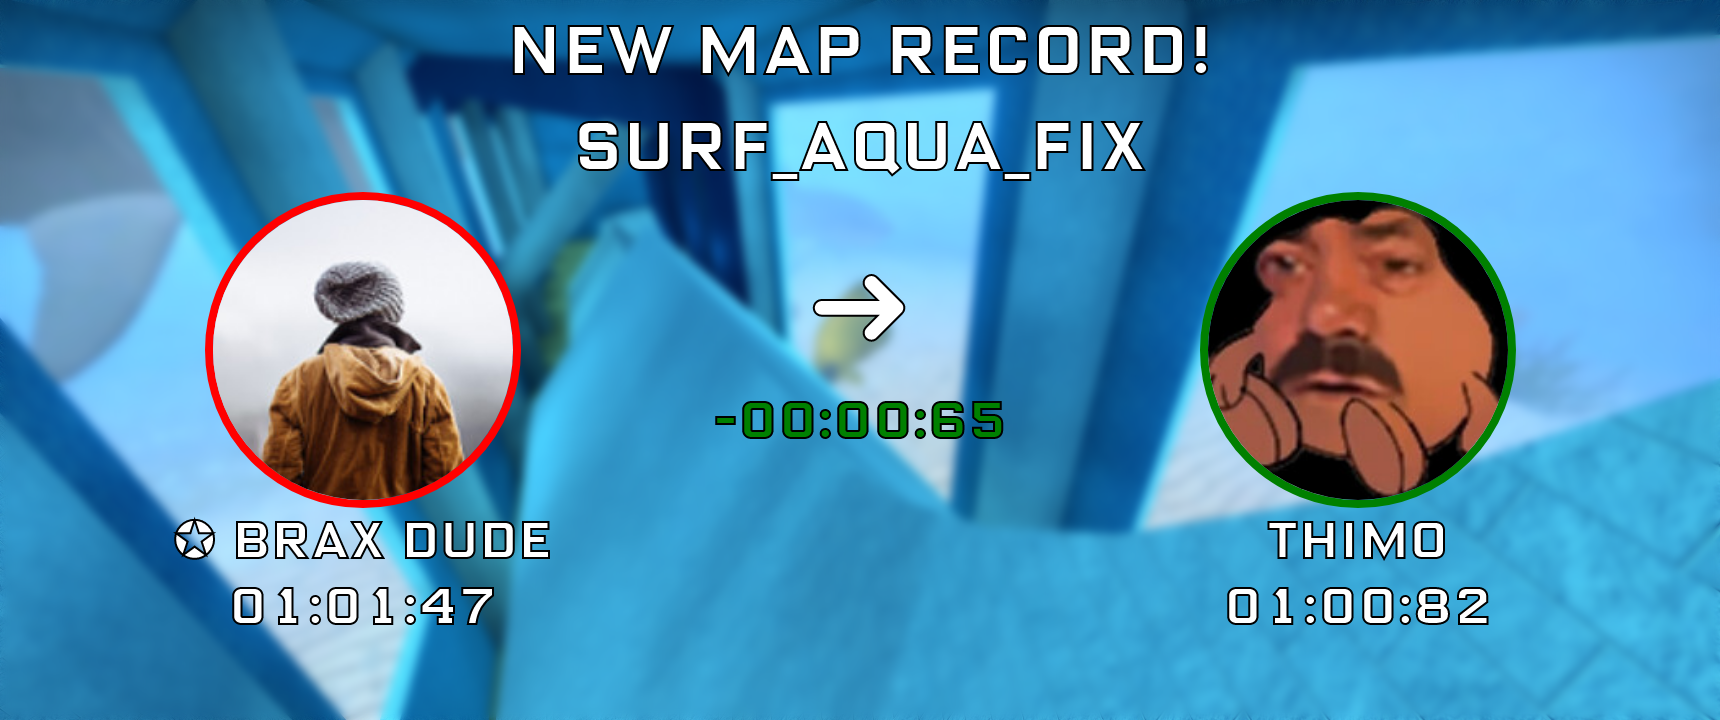 NEW MAP RECORD!
SURF_AQUA_FIX
-00:00:65
✪ BRAX DUDE
01:01:47
THIMO
01:00:82